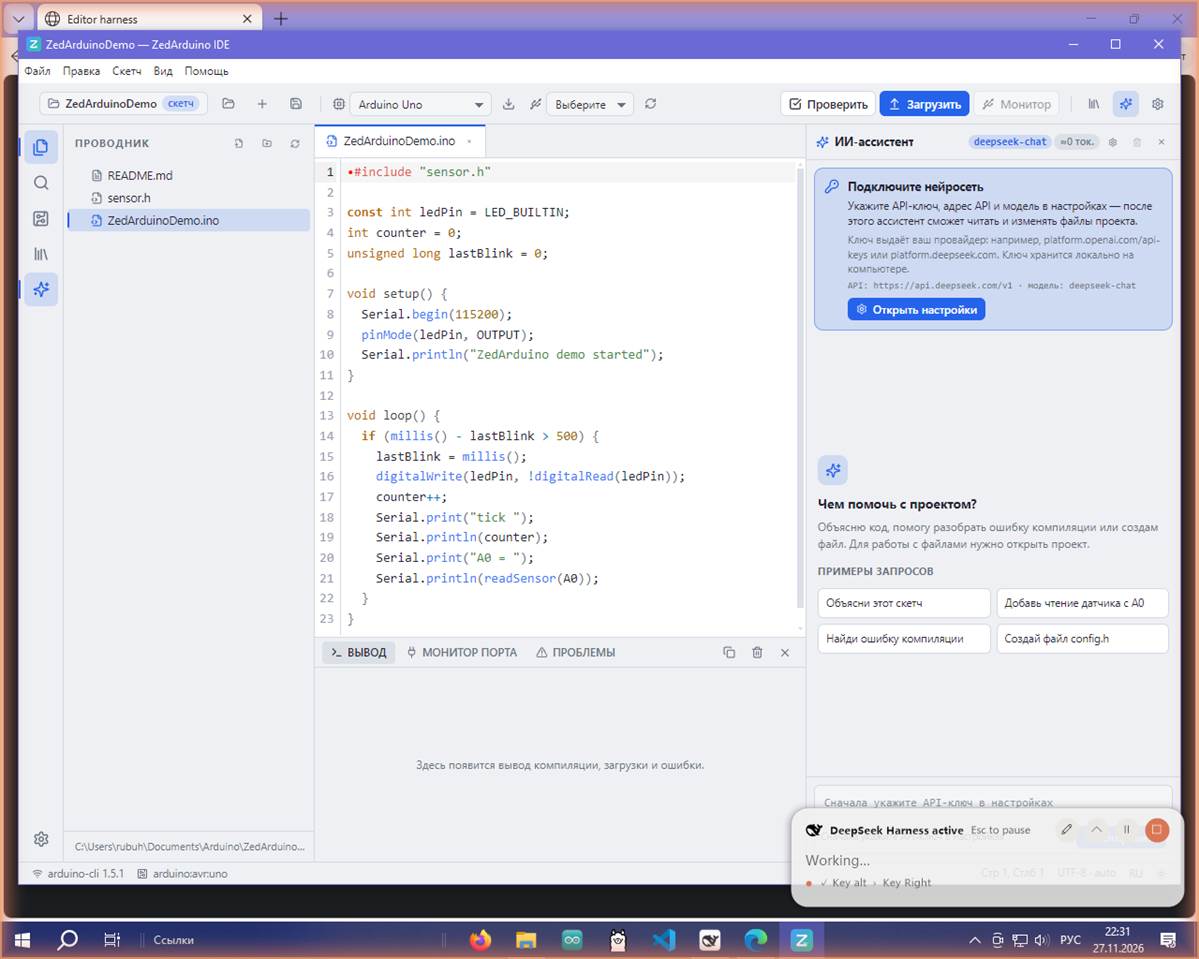 Editor harness
ZedArduinoDemo — ZedArduino IDE
Файл Правка Скетч Вид Помощь
ZedArduinoDemo скетч Arduino Uno Выберите Проверить Загрузить Монитор
ПРОВОДНИК
README.md
sensor.h
ZedArduinoDemo.ino
C:\Users\rubuh\Documents\Arduino\ZedArduino...
ZedArduinoDemo.ino
1 #include "sensor.h"
2
3 const int ledPin = LED_BUILTIN;
4 int counter = 0;
5 unsigned long lastBlink = 0;
6
7 void setup() {
8 Serial.begin(115200);
9 pinMode(ledPin, OUTPUT);
10 Serial.println("ZedArduino demo started");
11 }
12
13 void loop() {
14 if (millis() - lastBlink > 500) {
15 lastBlink = millis();
16 digitalWrite(ledPin, !digitalRead(ledPin));
17 counter++;
18 Serial.print("tick ");
19 Serial.println(counter);
20 Serial.print("A0 = ");
21 Serial.println(readSensor(A0));
22 }
23 }
ВЫВОД МОНИТОР ПОРТА ПРОБЛЕМЫ
Здесь появится вывод компиляции, загрузки и ошибки.
ИИ-ассистент deepseek-chat ≈0 ток.
Подключите нейросеть
Укажите API-ключ, адрес API и модель в настройках — после
этого ассистент сможет читать и изменять файлы проекта.
Ключ выдаёт ваш провайдер: например, platform.openai.com/api-
keys или platform.deepseek.com. Ключ хранится локально на
компьютере.
API: https://api.deepseek.com/v1 · модель: deepseek-chat
Открыть настройки
Чем помочь с проектом?
Объясню код, помогу разобрать ошибку компиляции или создам
файл. Для работы с файлами нужно открыть проект.
ПРИМЕРЫ ЗАПРОСОВ
Объясни этот скетч Добавь чтение датчика с A0
Найди ошибку компиляции Создай файл config.h
Сначала укажите API-ключ в настройках
DeepSeek Harness active Esc to pause
Working...
✓ Key alt › Key Right
Стр 1, Стлб 1 UTF-8 · auto RU
arduino-cli 1.5.1 arduino:avr:uno
Ссылки
РУС 22:31
27.11.2026